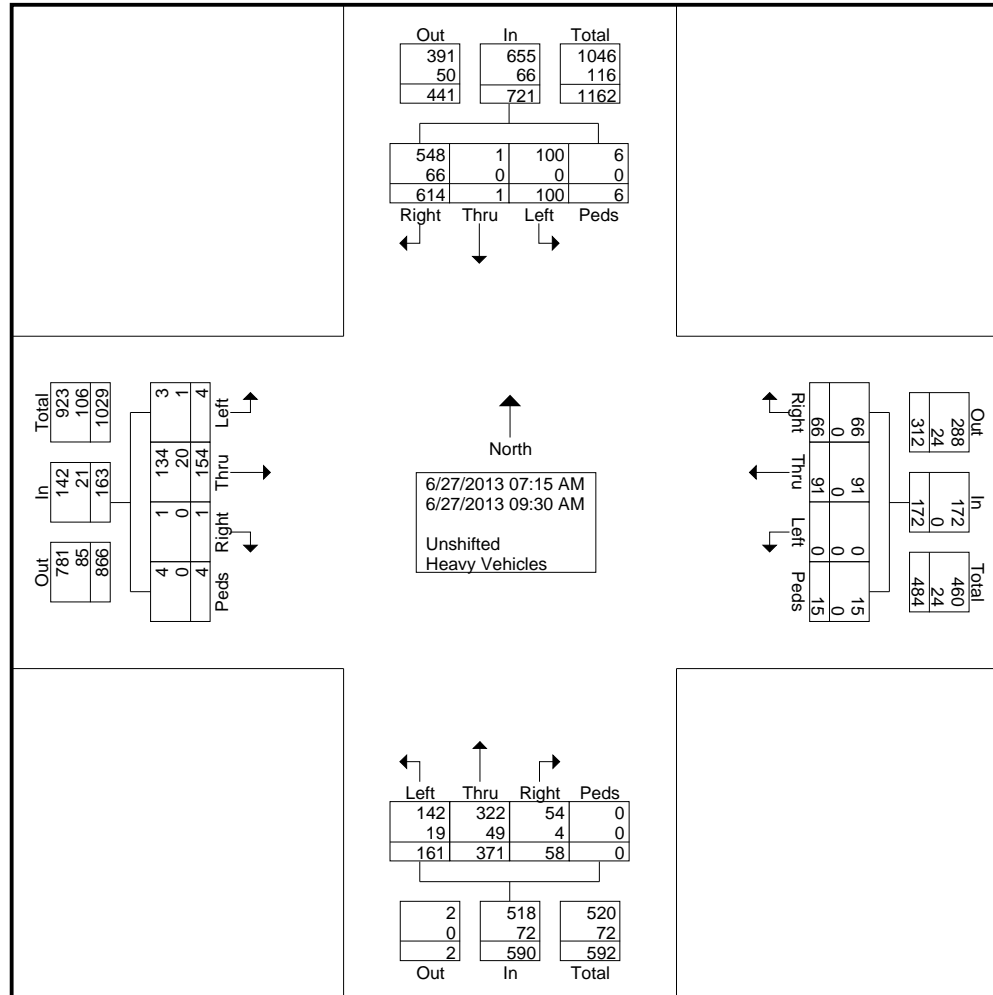 Out In Total
391 655 1046
50 66 116
441 721 1162
548 1 100 6
66 0 0 0
614 1 100 6
Right Thru Left Peds
Total
923
106
1029
In
142
21
163
Out
781
85
866
Left
3
1
4
Thru
134
20
154
Right
1
0
1
Peds
4
0
4
North
6/27/2013 07:15 AM
6/27/2013 09:30 AM
Unshifted
Heavy Vehicles
Right
66
0
66
Thru
91
0
91
Left
0
0
0
Peds
15
0
15
Out
288
24
312
In
172
0
172
Total
460
24
484
Left Thru Right Peds
142 322 54 0
19 49 4 0
161 371 58 0
2 518 520
0 72 72
2 590 592
Out In Total